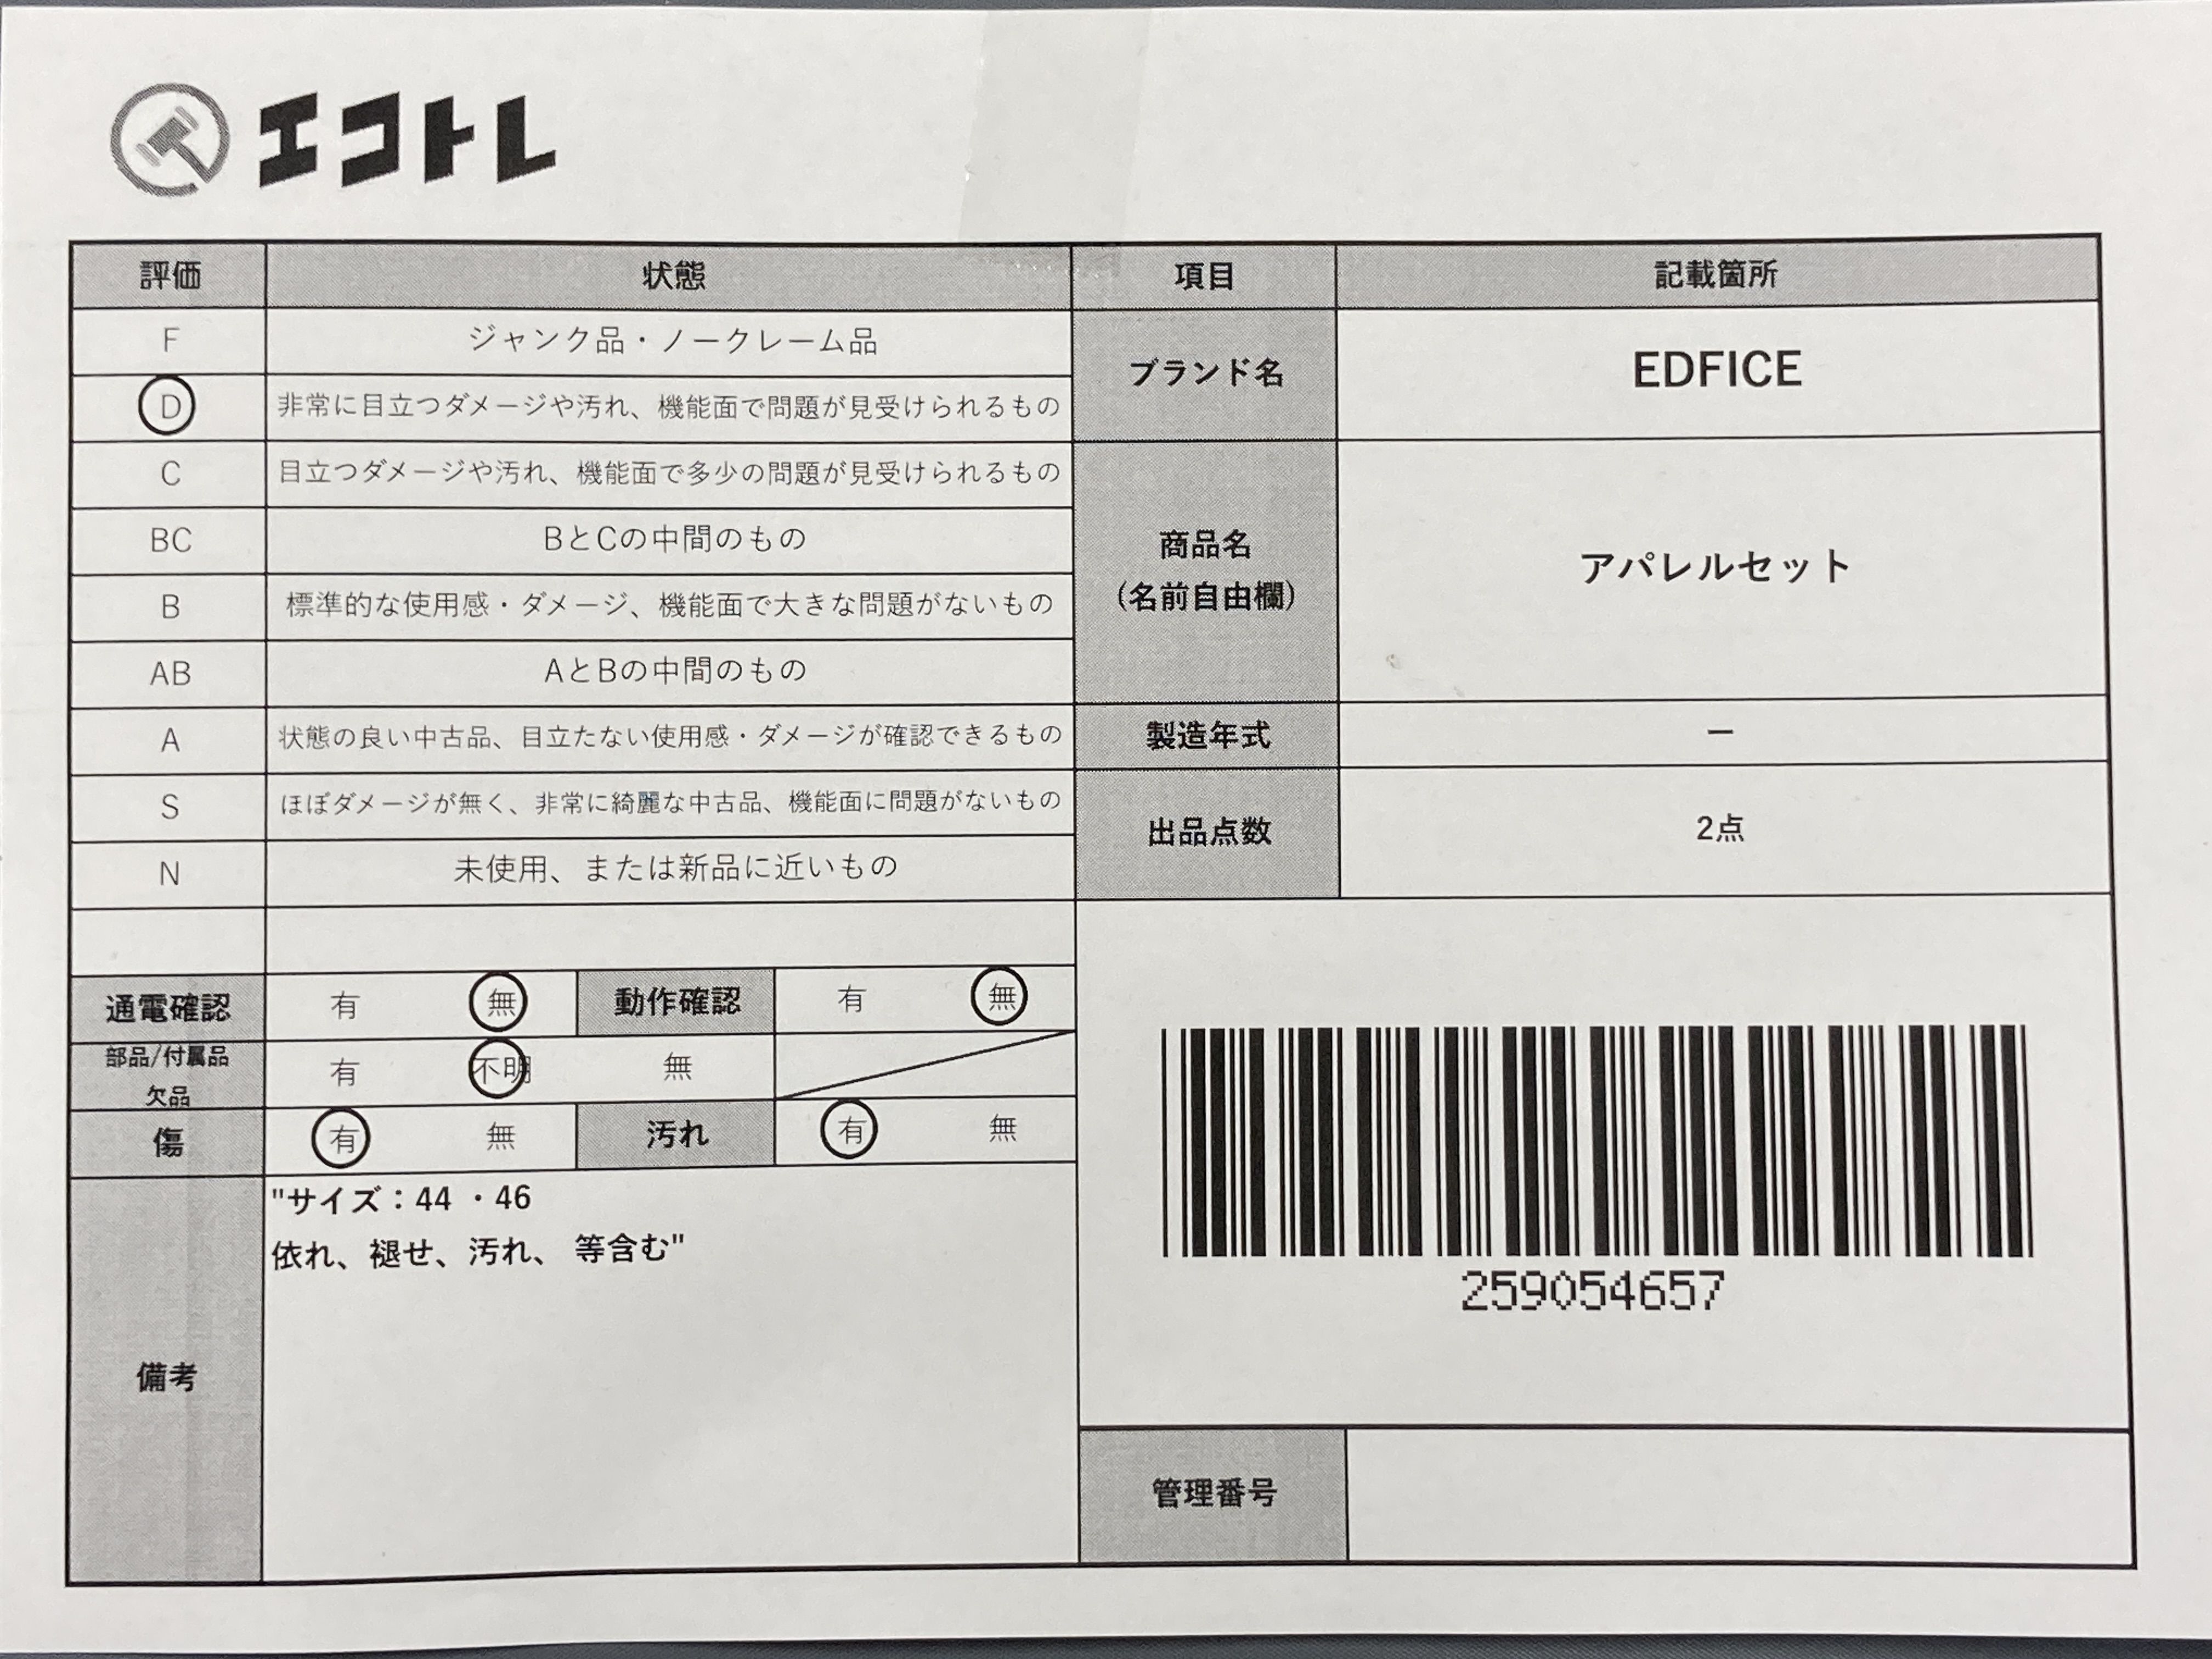 エコトレ
評価 状態 項目 記載箇所
F ジャンク品・ノークレーム品
D 非常に目立つダメージや汚れ、機能面で問題が見受けられるもの
ブランド名 EDFICE
C 目立つダメージや汚れ、機能面で多少の問題が見受けられるもの
BC BとCの中間のもの
B 標準的な使用感・ダメージ、機能面で大きな問題がないもの
商品名
(名前自由欄)
アパレルセット
AB AとBの中間のもの
A 状態の良い中古品、目立たない使用感・ダメージが確認できるもの
製造年式 ー
S ほぼダメージが無く、非常に綺麗な中古品、機能面に問題がないもの
出品点数 2点
N 未使用、または新品に近いもの
通電確認 有 無 動作確認 有 無
部品/付属品
欠品
有 不明 無
傷 有 無 汚れ 有 無
備考
"サイズ：44 ・46
依れ、褪せ、汚れ、 等含む"
259054657
管理番号